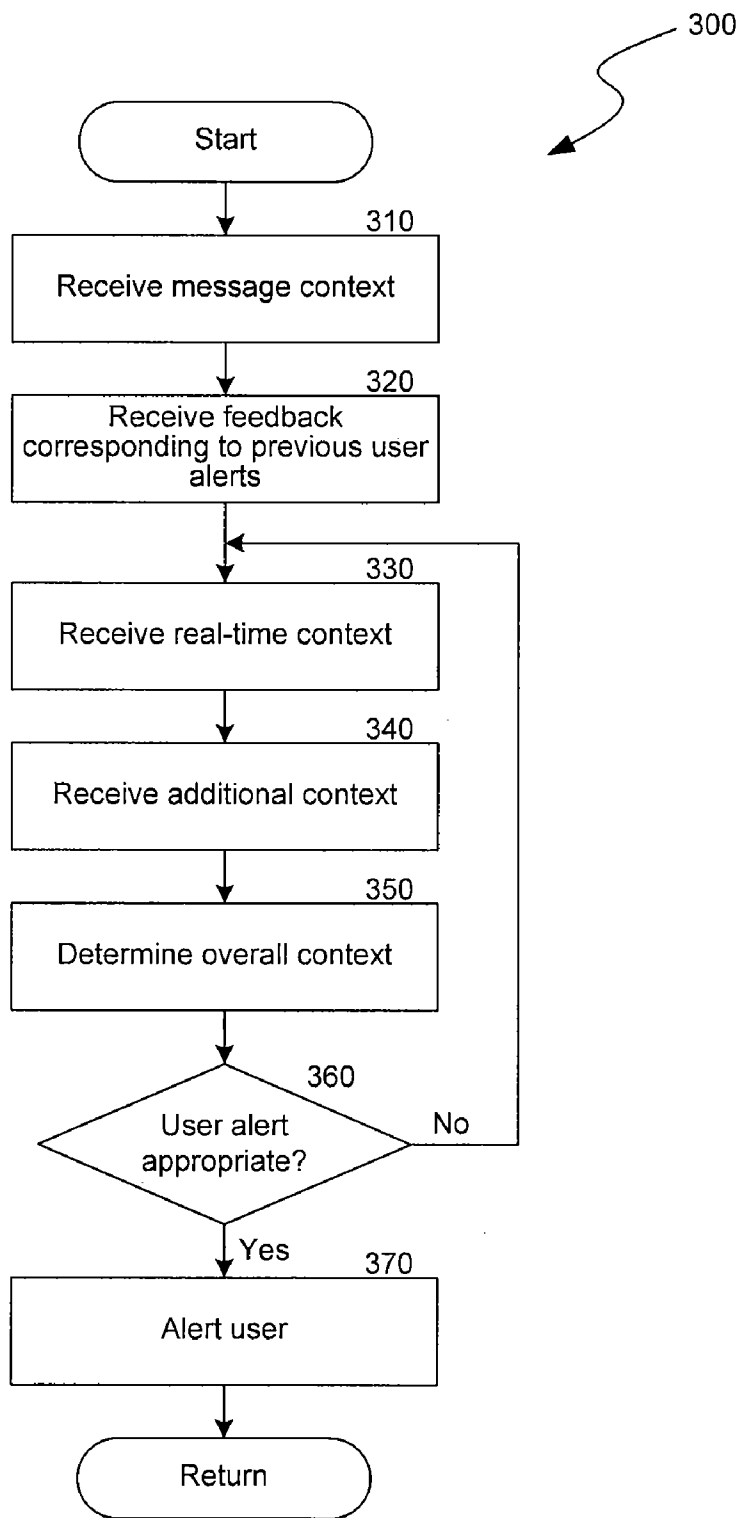 300
Start
310
Receive message context
320
Receive feedback
corresponding to previous user
alerts
330
Receive real-time context
340
Receive additional context
350
Determine overall context
360
User alert
appropriate?
No
Yes
370
Alert user
Return